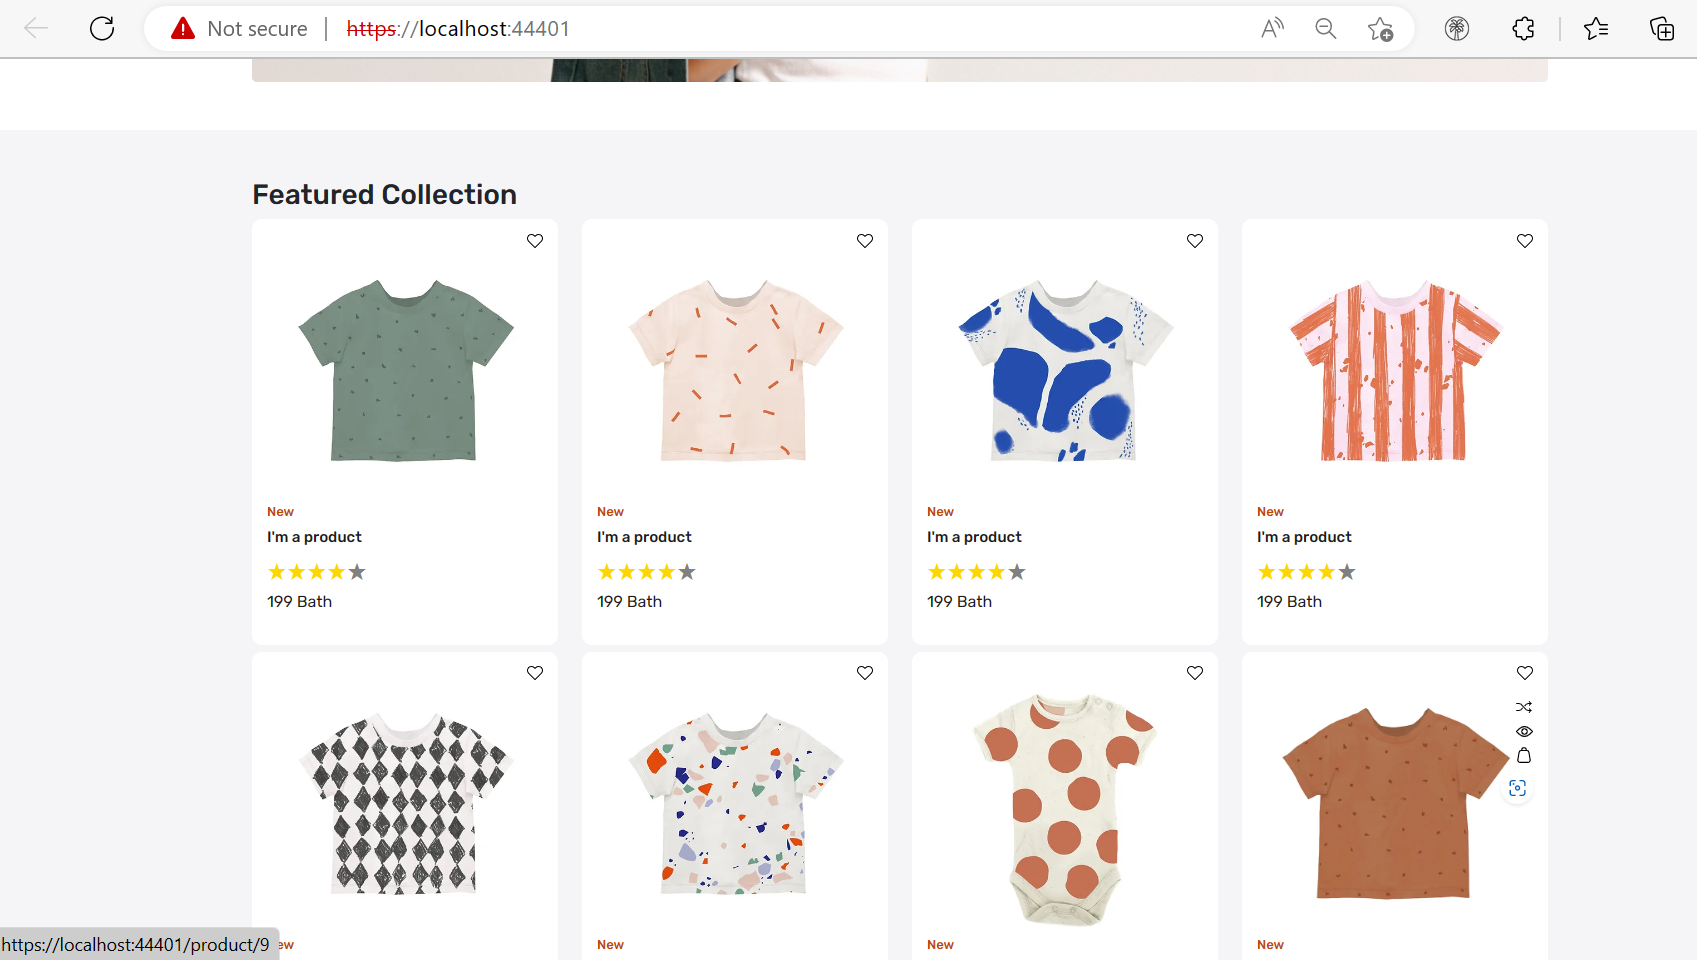 Not secure | https://localhost:44401
Featured Collection
New New New New
I'm a product I'm a product I'm a product I'm a product
199 Bath 199 Bath 199 Bath 199 Bath
https://localhost:44401/product/9 ew New New New